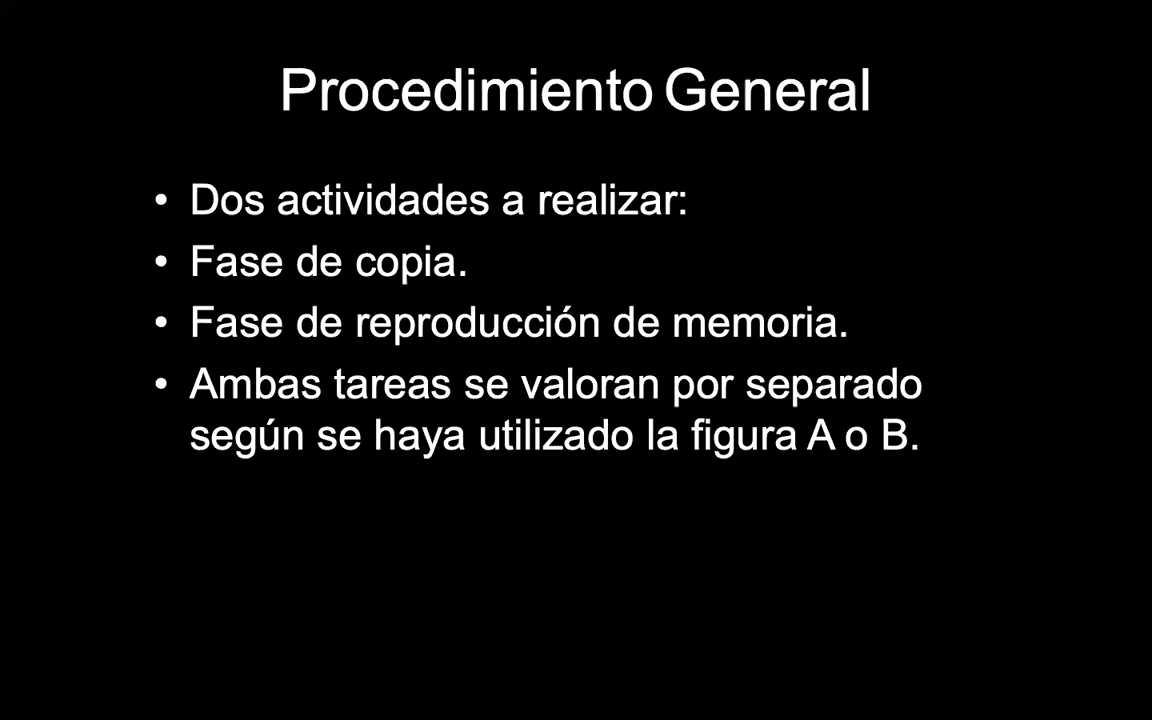 Procedimiento General
• Dos actividades a realizar:
• Fase de copia.
• Fase de reproducción de memoria.
• Ambas tareas se valoran por separado
según se haya utilizado la figura A o B.